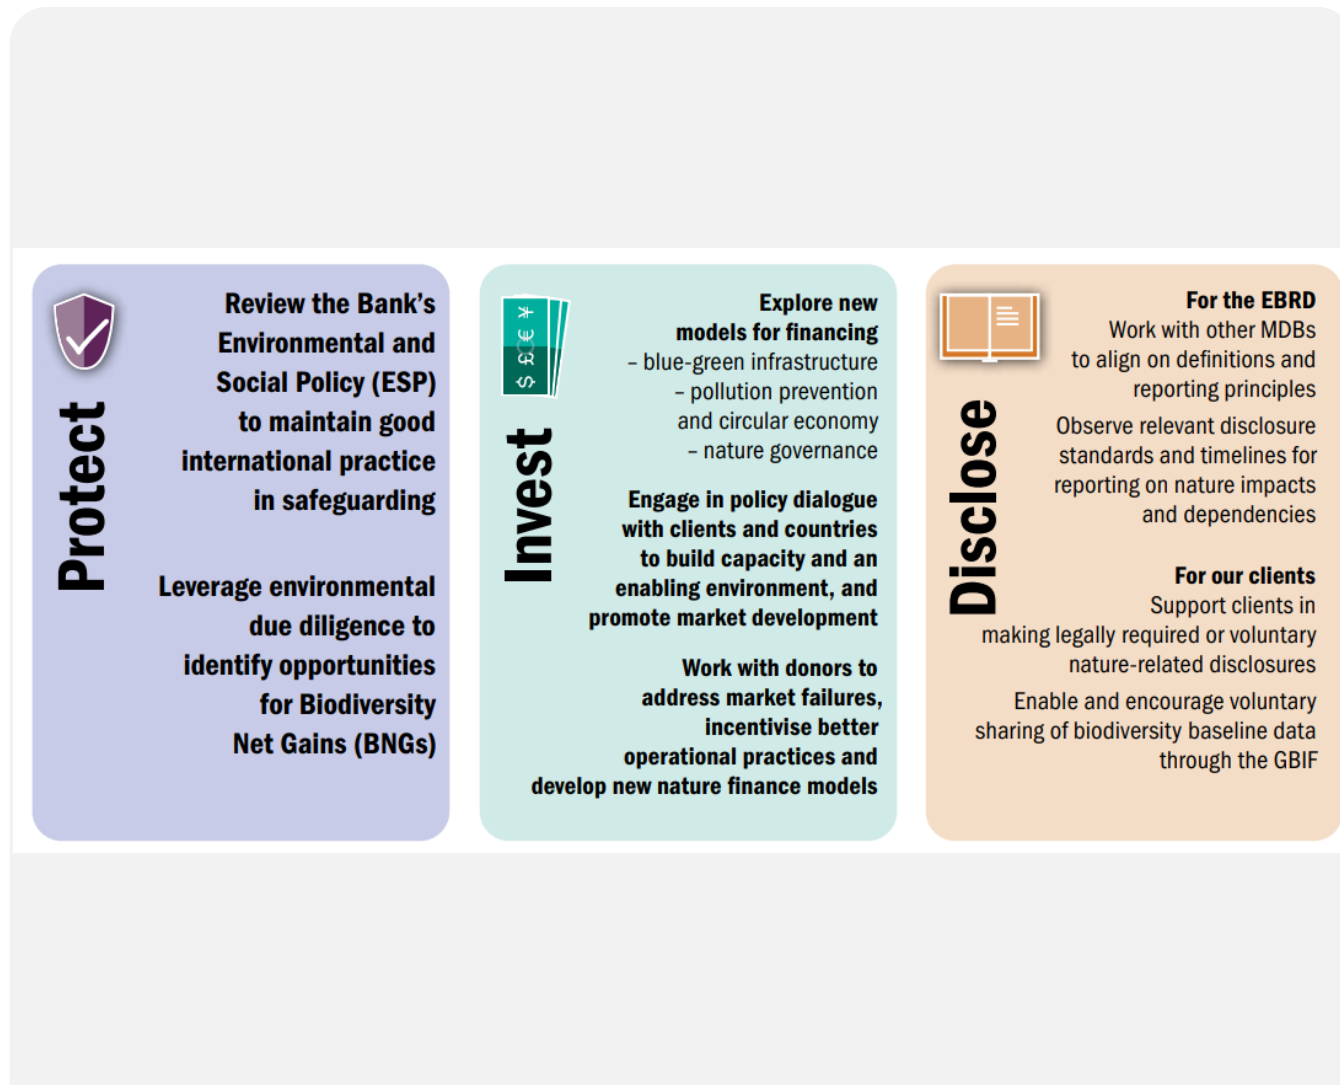 Protect
Review the Bank's
Environmental and
Social Policy (ESP)
to maintain good
international practice
in safeguarding
Leverage environmental
due diligence to
identify opportunities
for Biodiversity
Net Gains (BNGs)
$ £ € ¥
Invest
Explore new
models for financing
– blue-green infrastructure
– pollution prevention
and circular economy
– nature governance
Engage in policy dialogue
with clients and countries
to build capacity and an
enabling environment, and
promote market development
Work with donors to
address market failures,
incentivise better
operational practices and
develop new nature finance models
Disclose
For the EBRD
Work with other MDBs
to align on definitions and
reporting principles
Observe relevant disclosure
standards and timelines for
reporting on nature impacts
and dependencies
For our clients
Support clients in
making legally required or voluntary
nature-related disclosures
Enable and encourage voluntary
sharing of biodiversity baseline data
through the GBIF